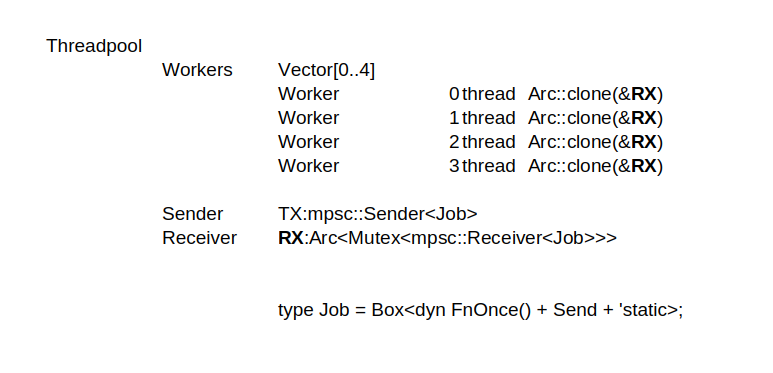 Threadpool
Workers Vector[0..4]
Worker 0 thread Arc::clone(&RX)
Worker 1 thread Arc::clone(&RX)
Worker 2 thread Arc::clone(&RX)
Worker 3 thread Arc::clone(&RX)
Sender TX:mpsc::Sender<Job>
Receiver RX:Arc<Mutex<mpsc::Receiver<Job>>>
type Job = Box<dyn FnOnce() + Send + 'static>;